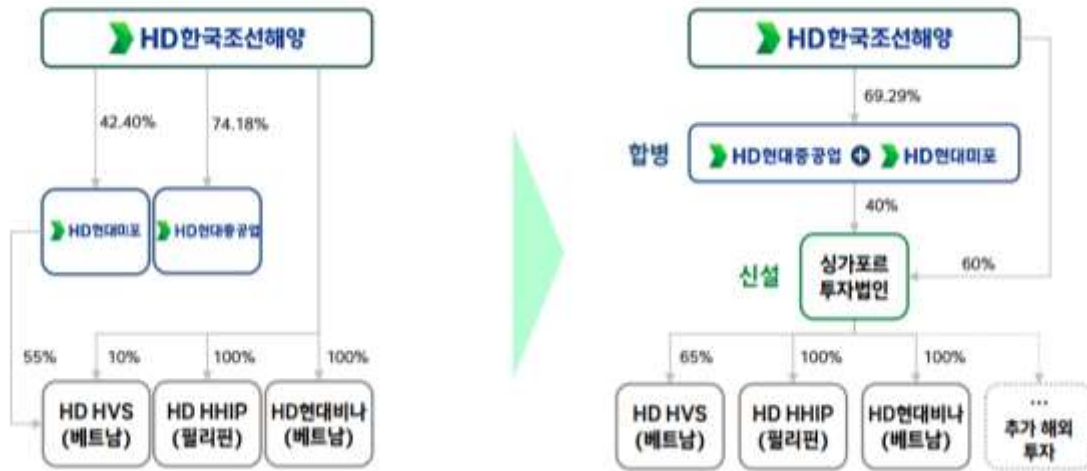 HD한국조선해양
42.40%
74.18%
HD현대미포
HD현대중공업
55%
10%
100%
100%
HD HVS
(베트남)
HD HHIP
(필리핀)
HD현대비나
(베트남)
HD한국조선해양
69.29%
합병
HD현대중공업 + HD현대미포
40%
신설
싱가포르
투자법인
60%
65%
100%
100%
HD HVS
(베트남)
HD HHIP
(필리핀)
HD현대비나
(베트남)
...
추가 해외
투자